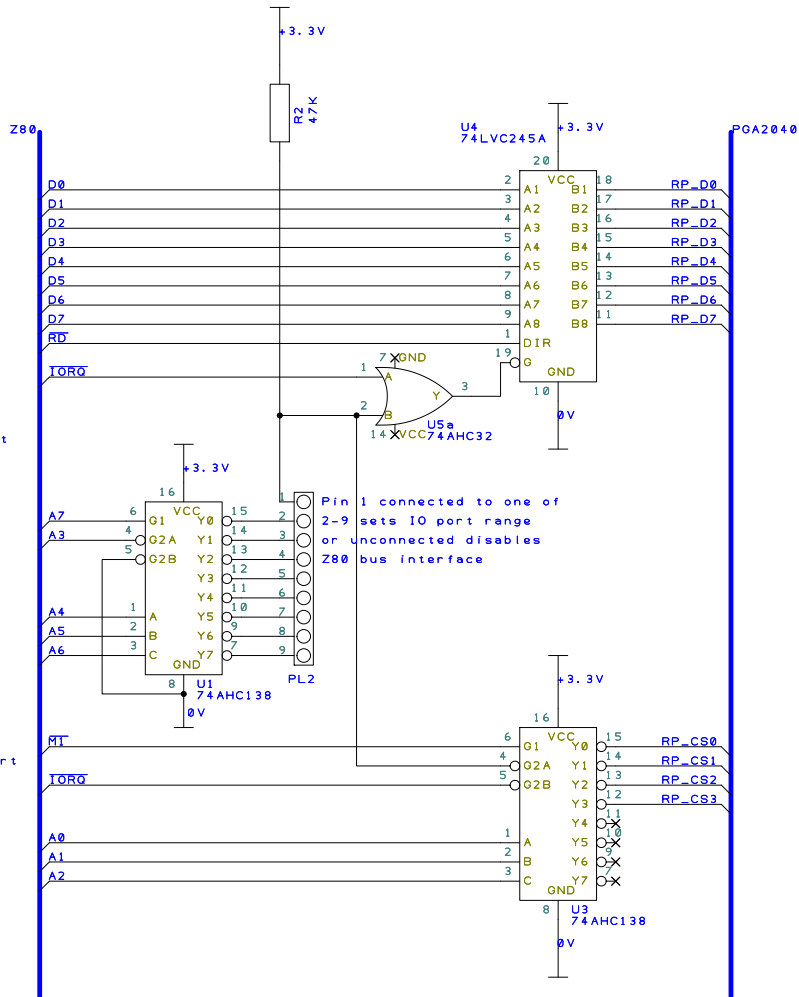 +3.3V
R2
47K
Z80
U4
74LVC245A
+3.3V
PGA2040
20
VCC
D0
2
A1
B1
18
RP_D0
D1
3
A2
B2
17
RP_D1
D2
4
A3
B3
16
RP_D2
D3
5
A4
B4
15
RP_D3
D4
6
A5
B5
14
RP_D4
D5
7
A6
B6
13
RP_D5
D6
8
A7
B7
12
RP_D6
D7
9
A8
B8
11
RP_D7
RD
1
DIR
19
G
GND
10
0V
IORQ
7
GND
1
A
3
Y
2
B
14
VCC
U5a
74AHC32
t
+3.3V
16
VCC
A7
6
G1
Y0
15
1
2
A3
4
G2A
Y1
14
3
5
G2B
Y2
13
4
Y3
12
5
Y4
11
6
A4
1
A
Y5
10
7
A5
2
B
Y6
9
8
A6
3
C
Y7
7
9
GND
8
U1
74AHC138
0V
PL2
Pin 1 connected to one of
2-9 sets IO port range
or unconnected disables
Z80 bus interface
+3.3V
16
VCC
M1
6
G1
Y0
15
RP_CS0
rt
4
G2A
Y1
14
RP_CS1
IORQ
5
G2B
Y2
13
RP_CS2
Y3
12
RP_CS3
Y4
11
A0
1
A
Y5
10
A1
2
B
Y6
9
A2
3
C
Y7
7
GND
8
U3
74AHC138
0V